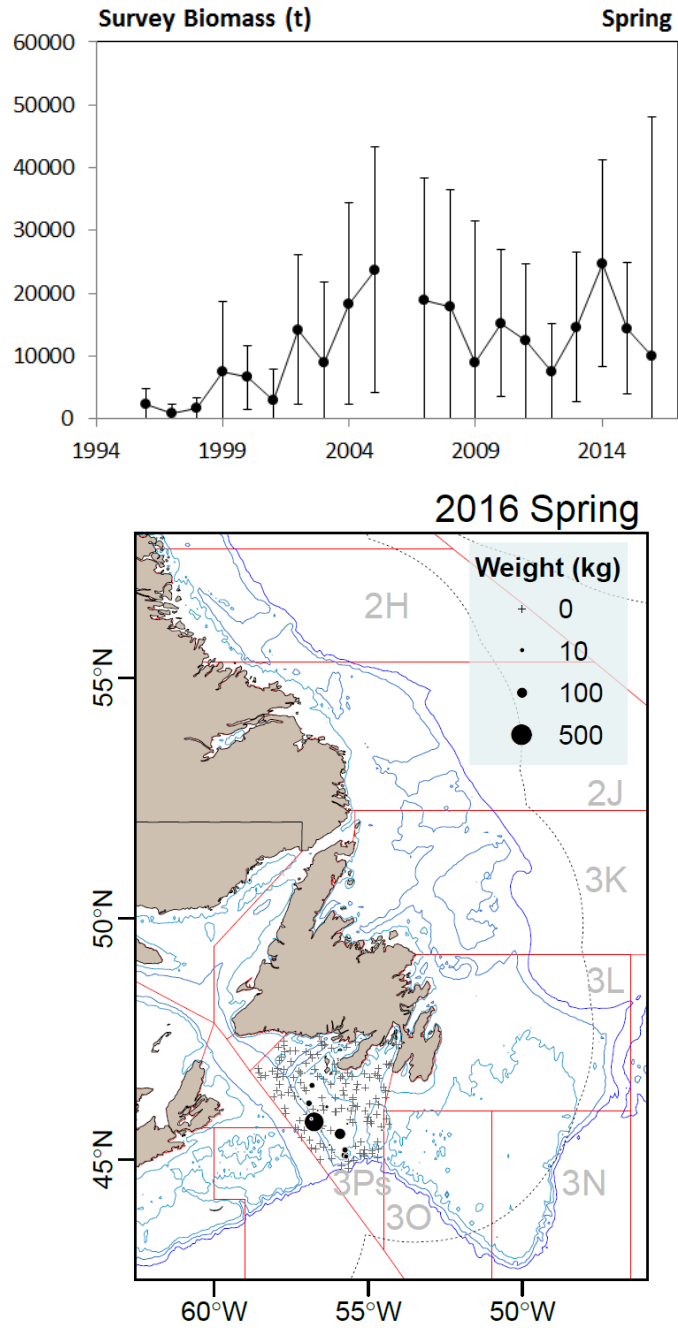 Survey Biomass (t) Spring
60000
50000
40000
30000
20000
10000
0
1994 1999 2004 2009 2014
2016 Spring
Weight (kg)
0
10
100
500
2H
2J
3K
3L
3N
3O
3Ps
55°N
50°N
45°N
60°W 55°W 50°W